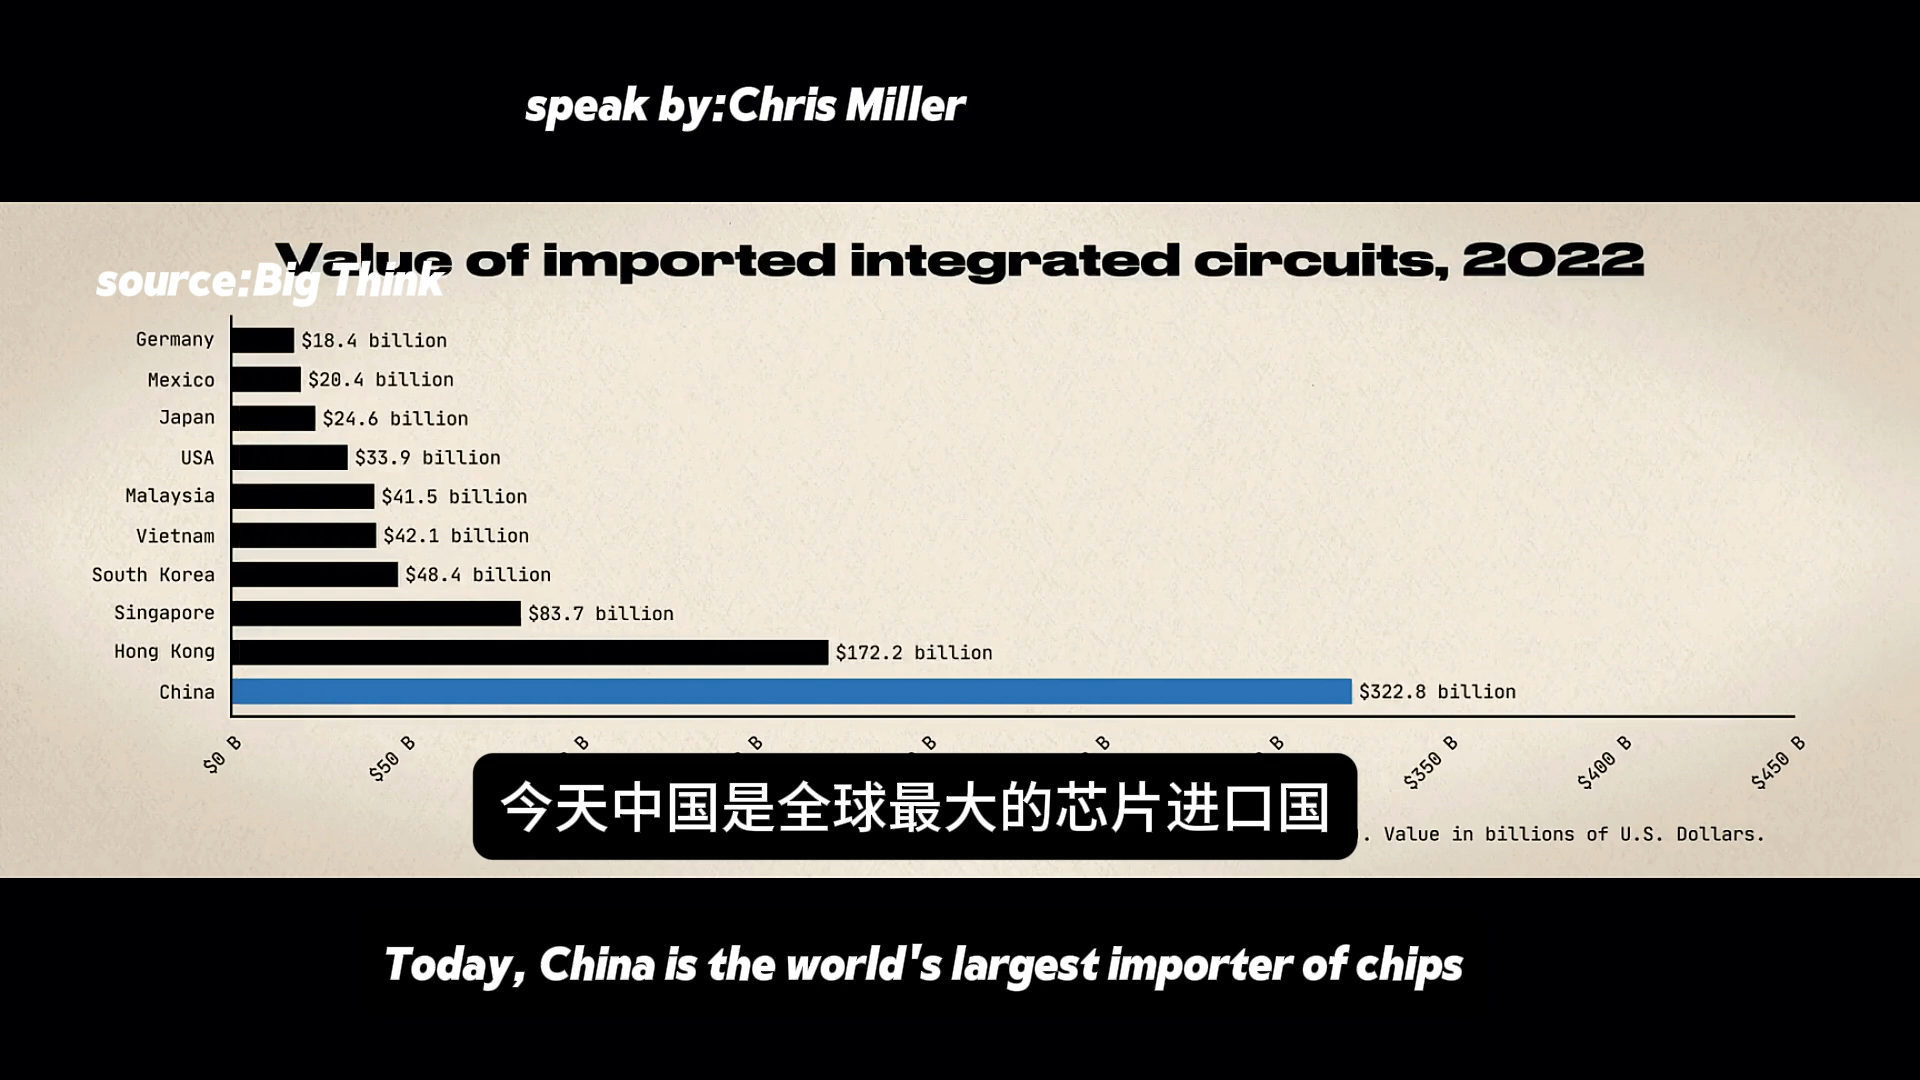 speak by:Chris Miller
Value of imported integrated circuits, 2022
source:Big Think
Germany $18.4 billion
Mexico $20.4 billion
Japan $24.6 billion
USA $33.9 billion
Malaysia $41.5 billion
Vietnam $42.1 billion
South Korea $48.4 billion
Singapore $83.7 billion
Hong Kong $172.2 billion
China $322.8 billion
$0 B $50 B B B B B B $350 B $400 B $450 B
今天中国是全球最大的芯片进口国
. Value in billions of U.S. Dollars.
Today, China is the world's largest importer of chips